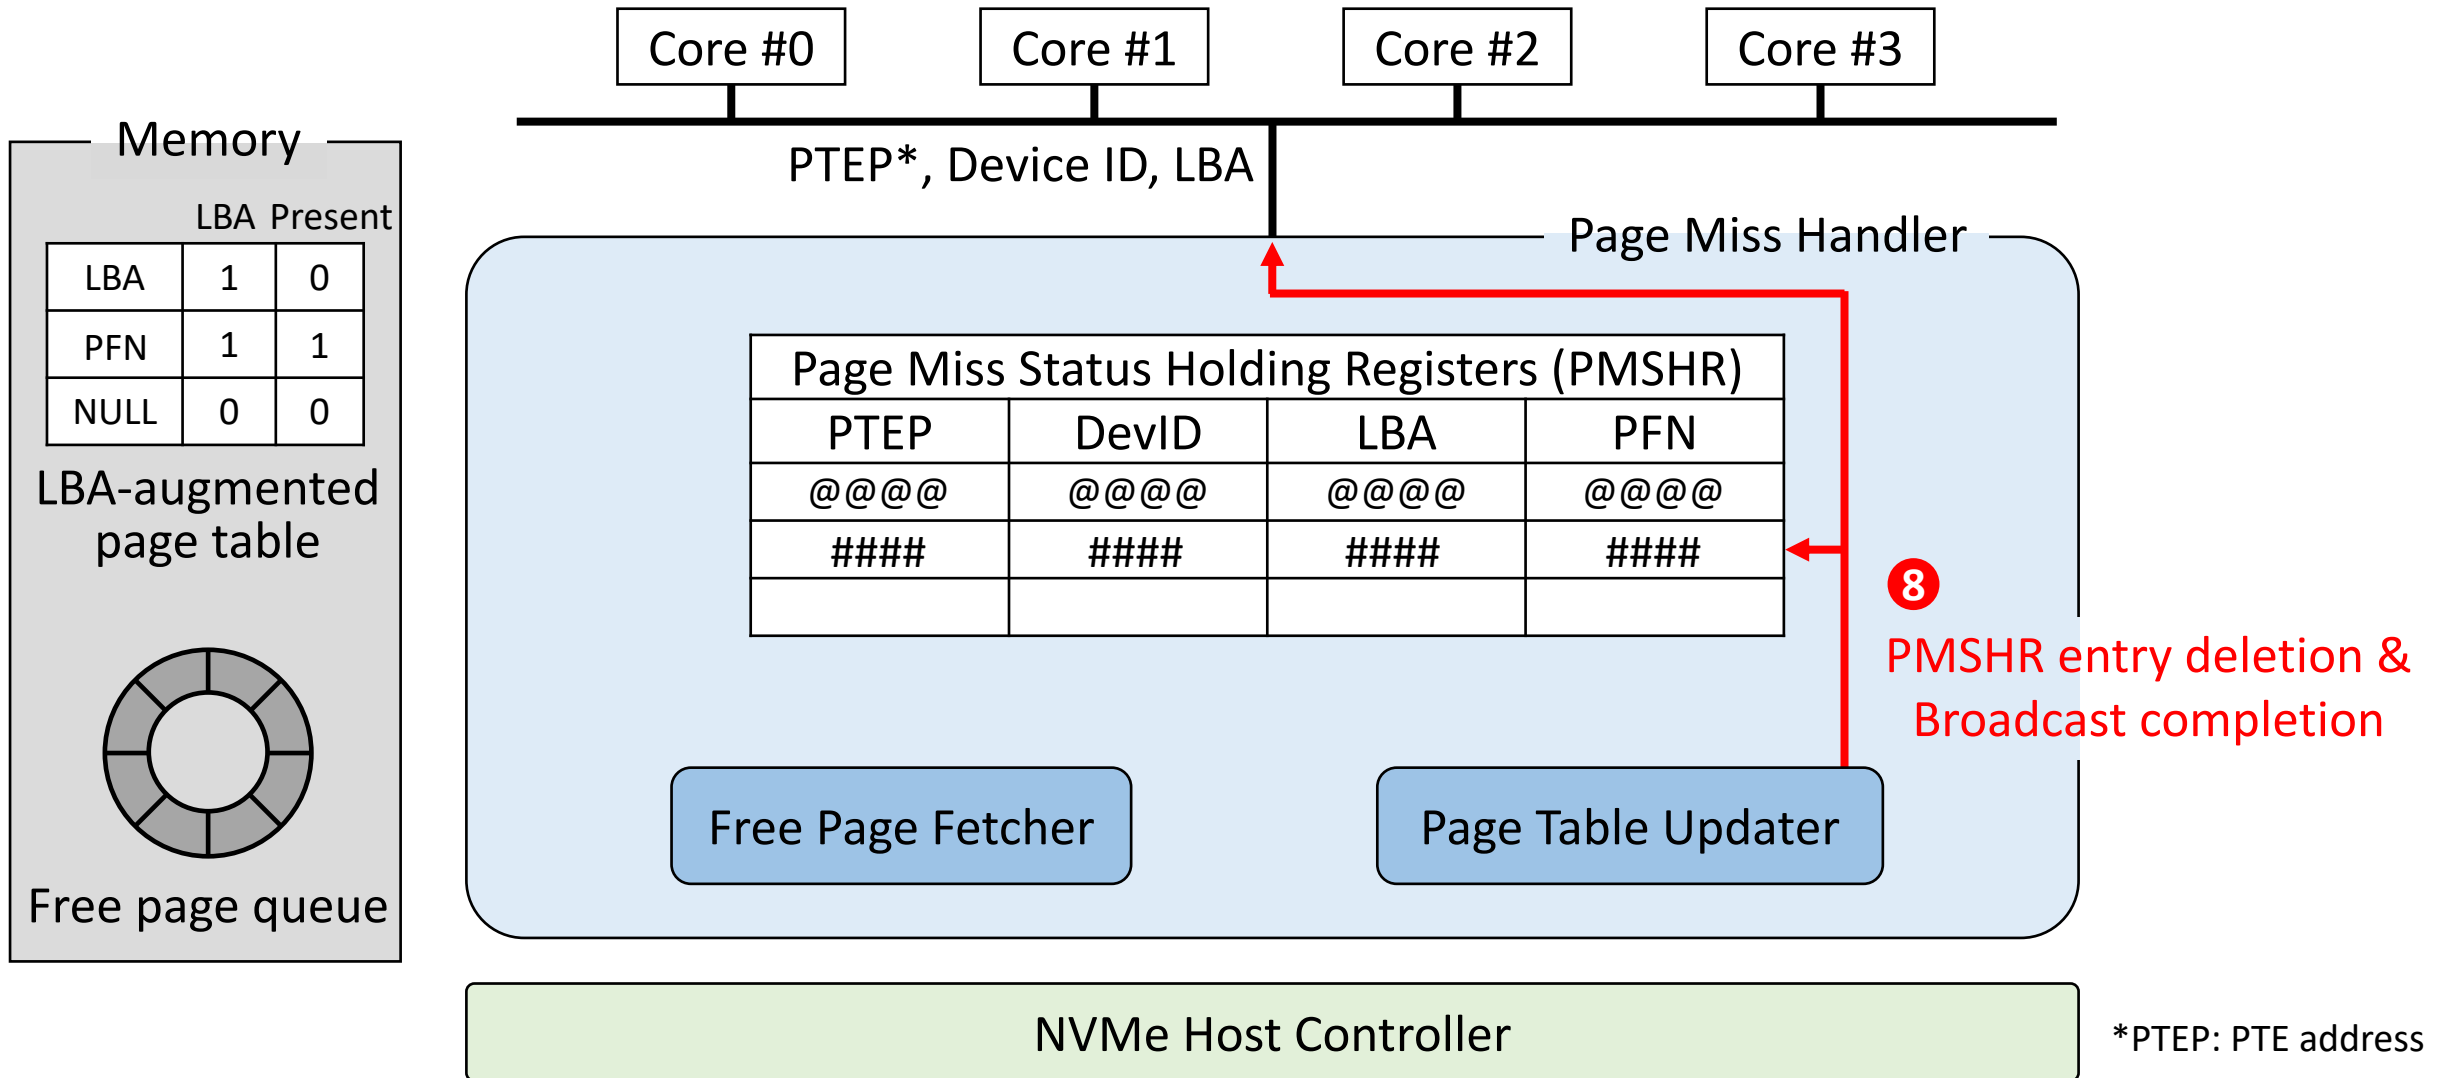 Core #0
Core #1
Core #2
Core #3
PTEP*, Device ID, LBA
Memory
LBA Present
LBA 1 0
PFN 1 1
NULL 0 0
LBA-augmented
page table
Free page queue
Page Miss Handler
Page Miss Status Holding Registers (PMSHR)
PTEP DevID LBA PFN
@@@@ @@@@ @@@@ @@@@
#### #### #### ####
8
PMSHR entry deletion &
Broadcast completion
Free Page Fetcher
Page Table Updater
NVMe Host Controller
*PTEP: PTE address